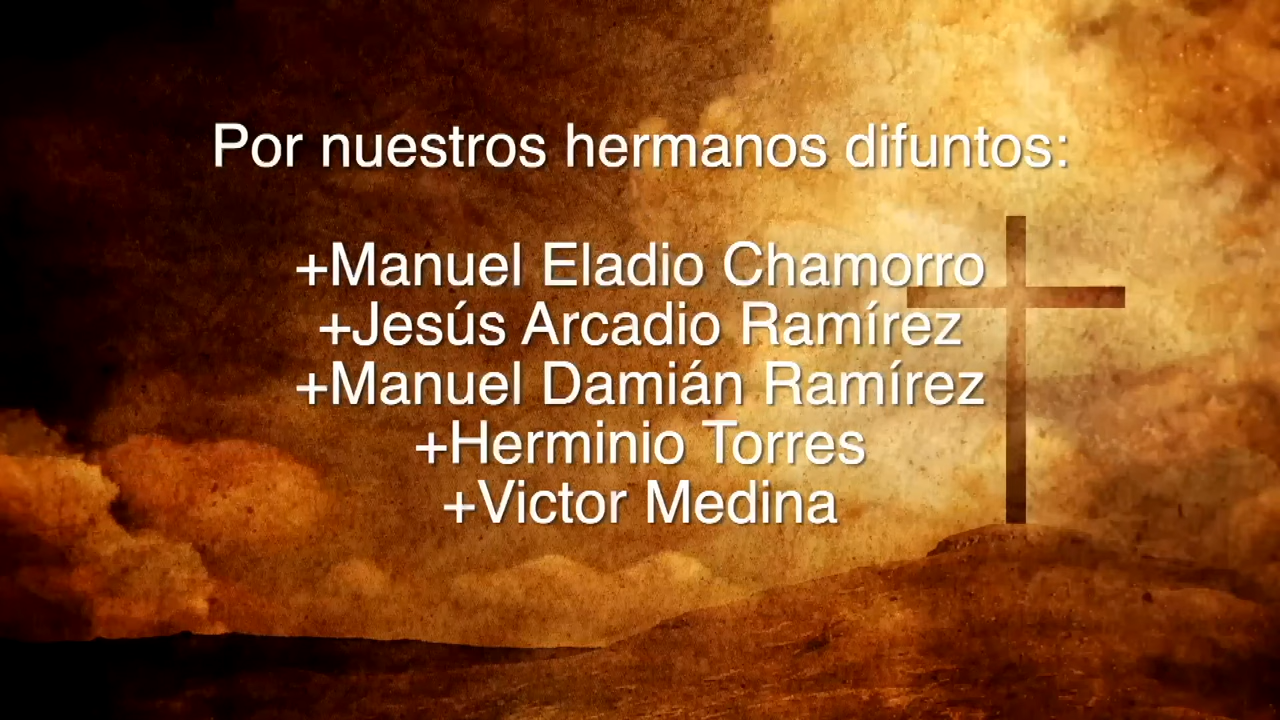 Por nuestros hermanos difuntos:
+Manuel Eladio Chamorro
+Jesús Arcadio Ramírez
+Manuel Damián Ramírez
+Herminio Torres
+Victor Medina